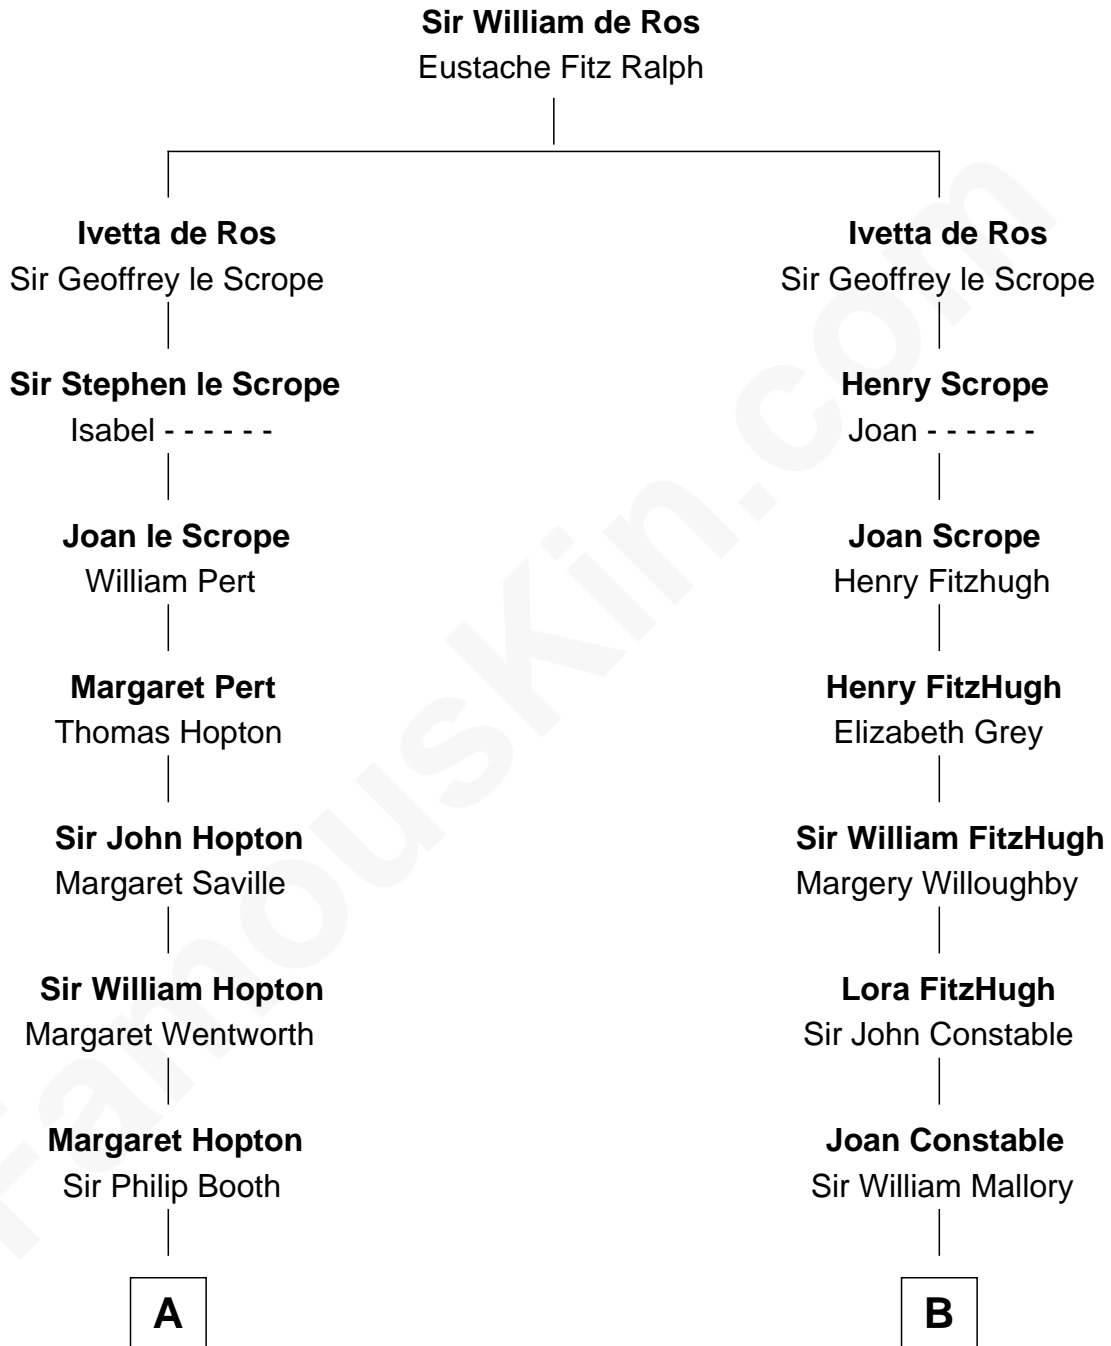 Sir William de Ros
Eustache Fitz Ralph
Ivetta de Ros
Sir Geoffrey le Scrope
Sir Stephen le Scrope
Isabel - - - - - -
Joan le Scrope
William Pert
Margaret Pert
Thomas Hopton
Sir John Hopton
Margaret Saville
Sir William Hopton
Margaret Wentworth
Margaret Hopton
Sir Philip Booth
A
Ivetta de Ros
Sir Geoffrey le Scrope
Henry Scrope
Joan - - - - - -
Joan Scrope
Henry Fitzhugh
Henry FitzHugh
Elizabeth Grey
Sir William FitzHugh
Margery Willoughby
Lora FitzHugh
Sir John Constable
Joan Constable
Sir William Mallory
B
FamousKin.com